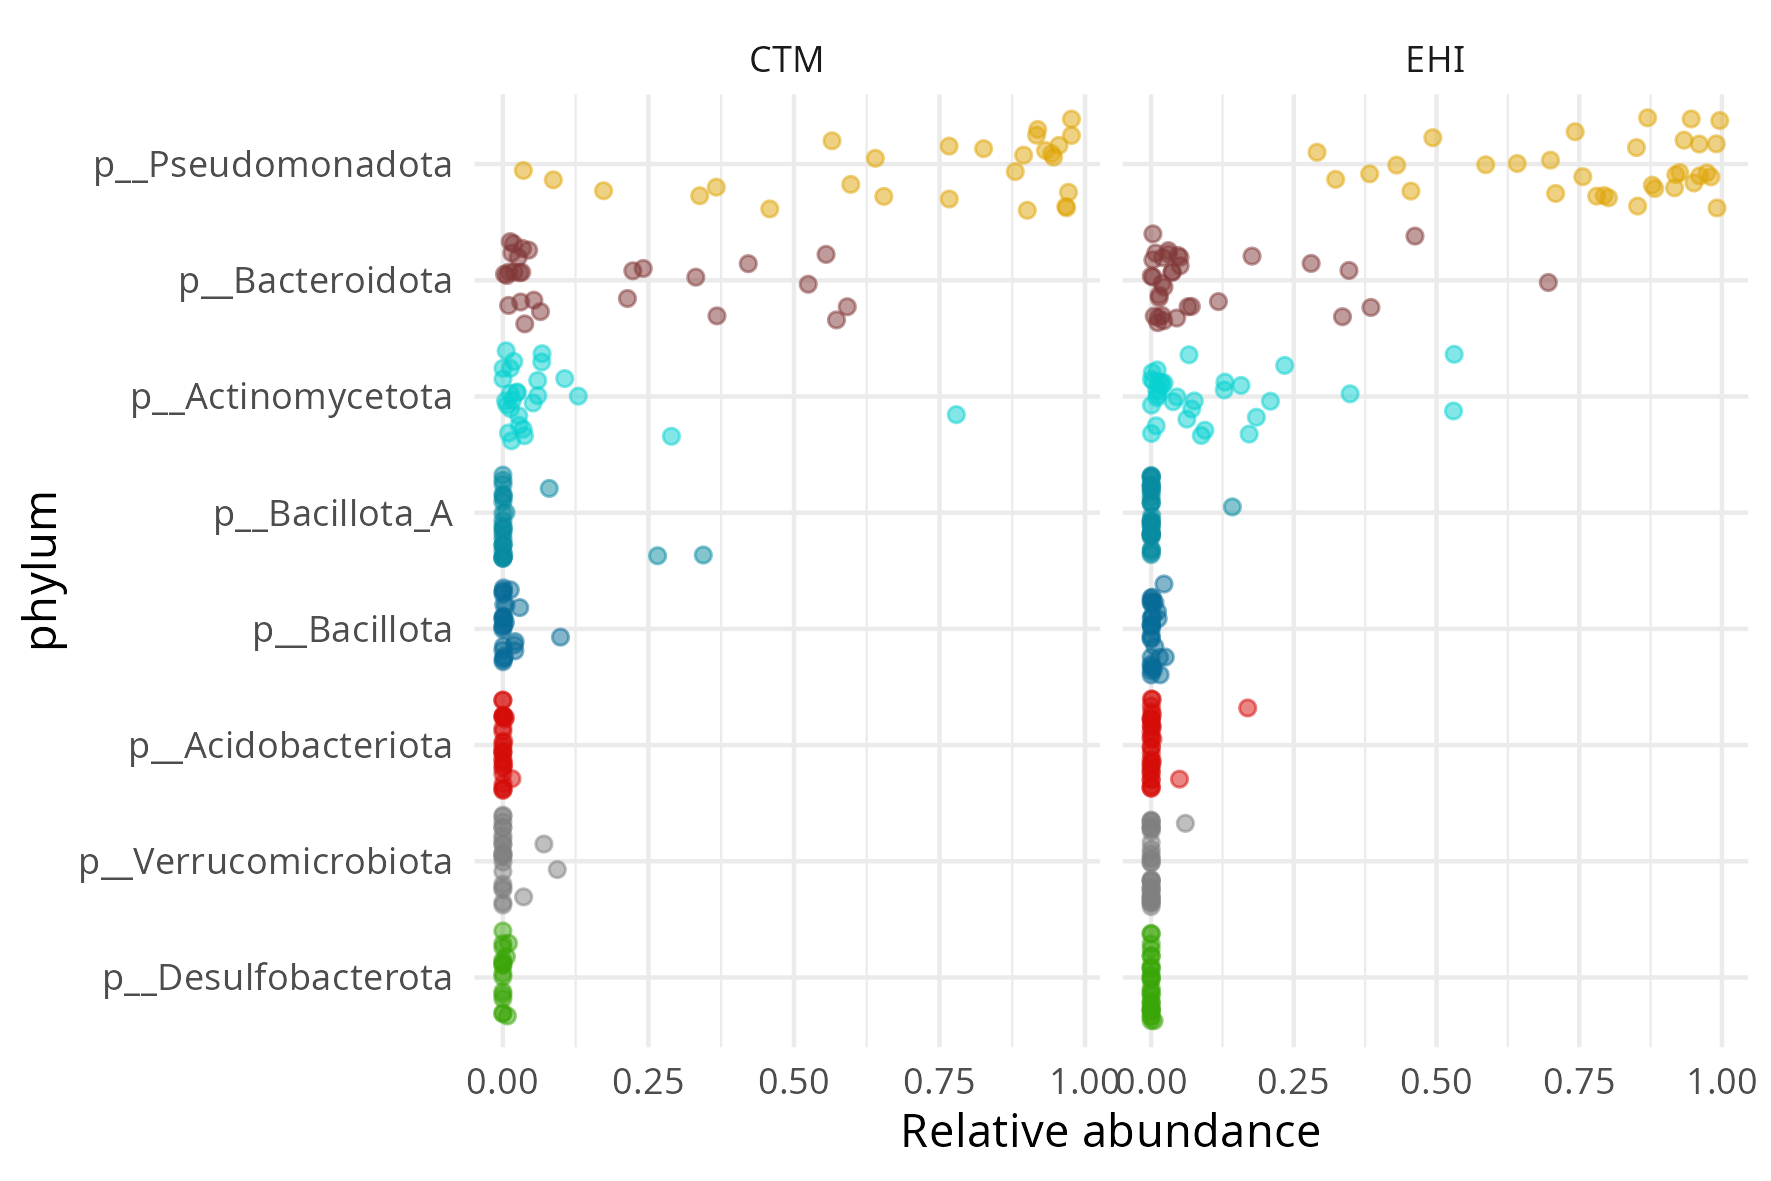 CTM
EHI
p__Pseudomonadota
p__Bacteroidota
p__Actinomycetota
p__Bacillota_A
p__Bacillota
p__Acidobacteriota
p__Verrucomicrobiota
p__Desulfobacterota
phylum
0.00 0.25 0.50 0.75 1.00
0.00 0.25 0.50 0.75 1.00
Relative abundance